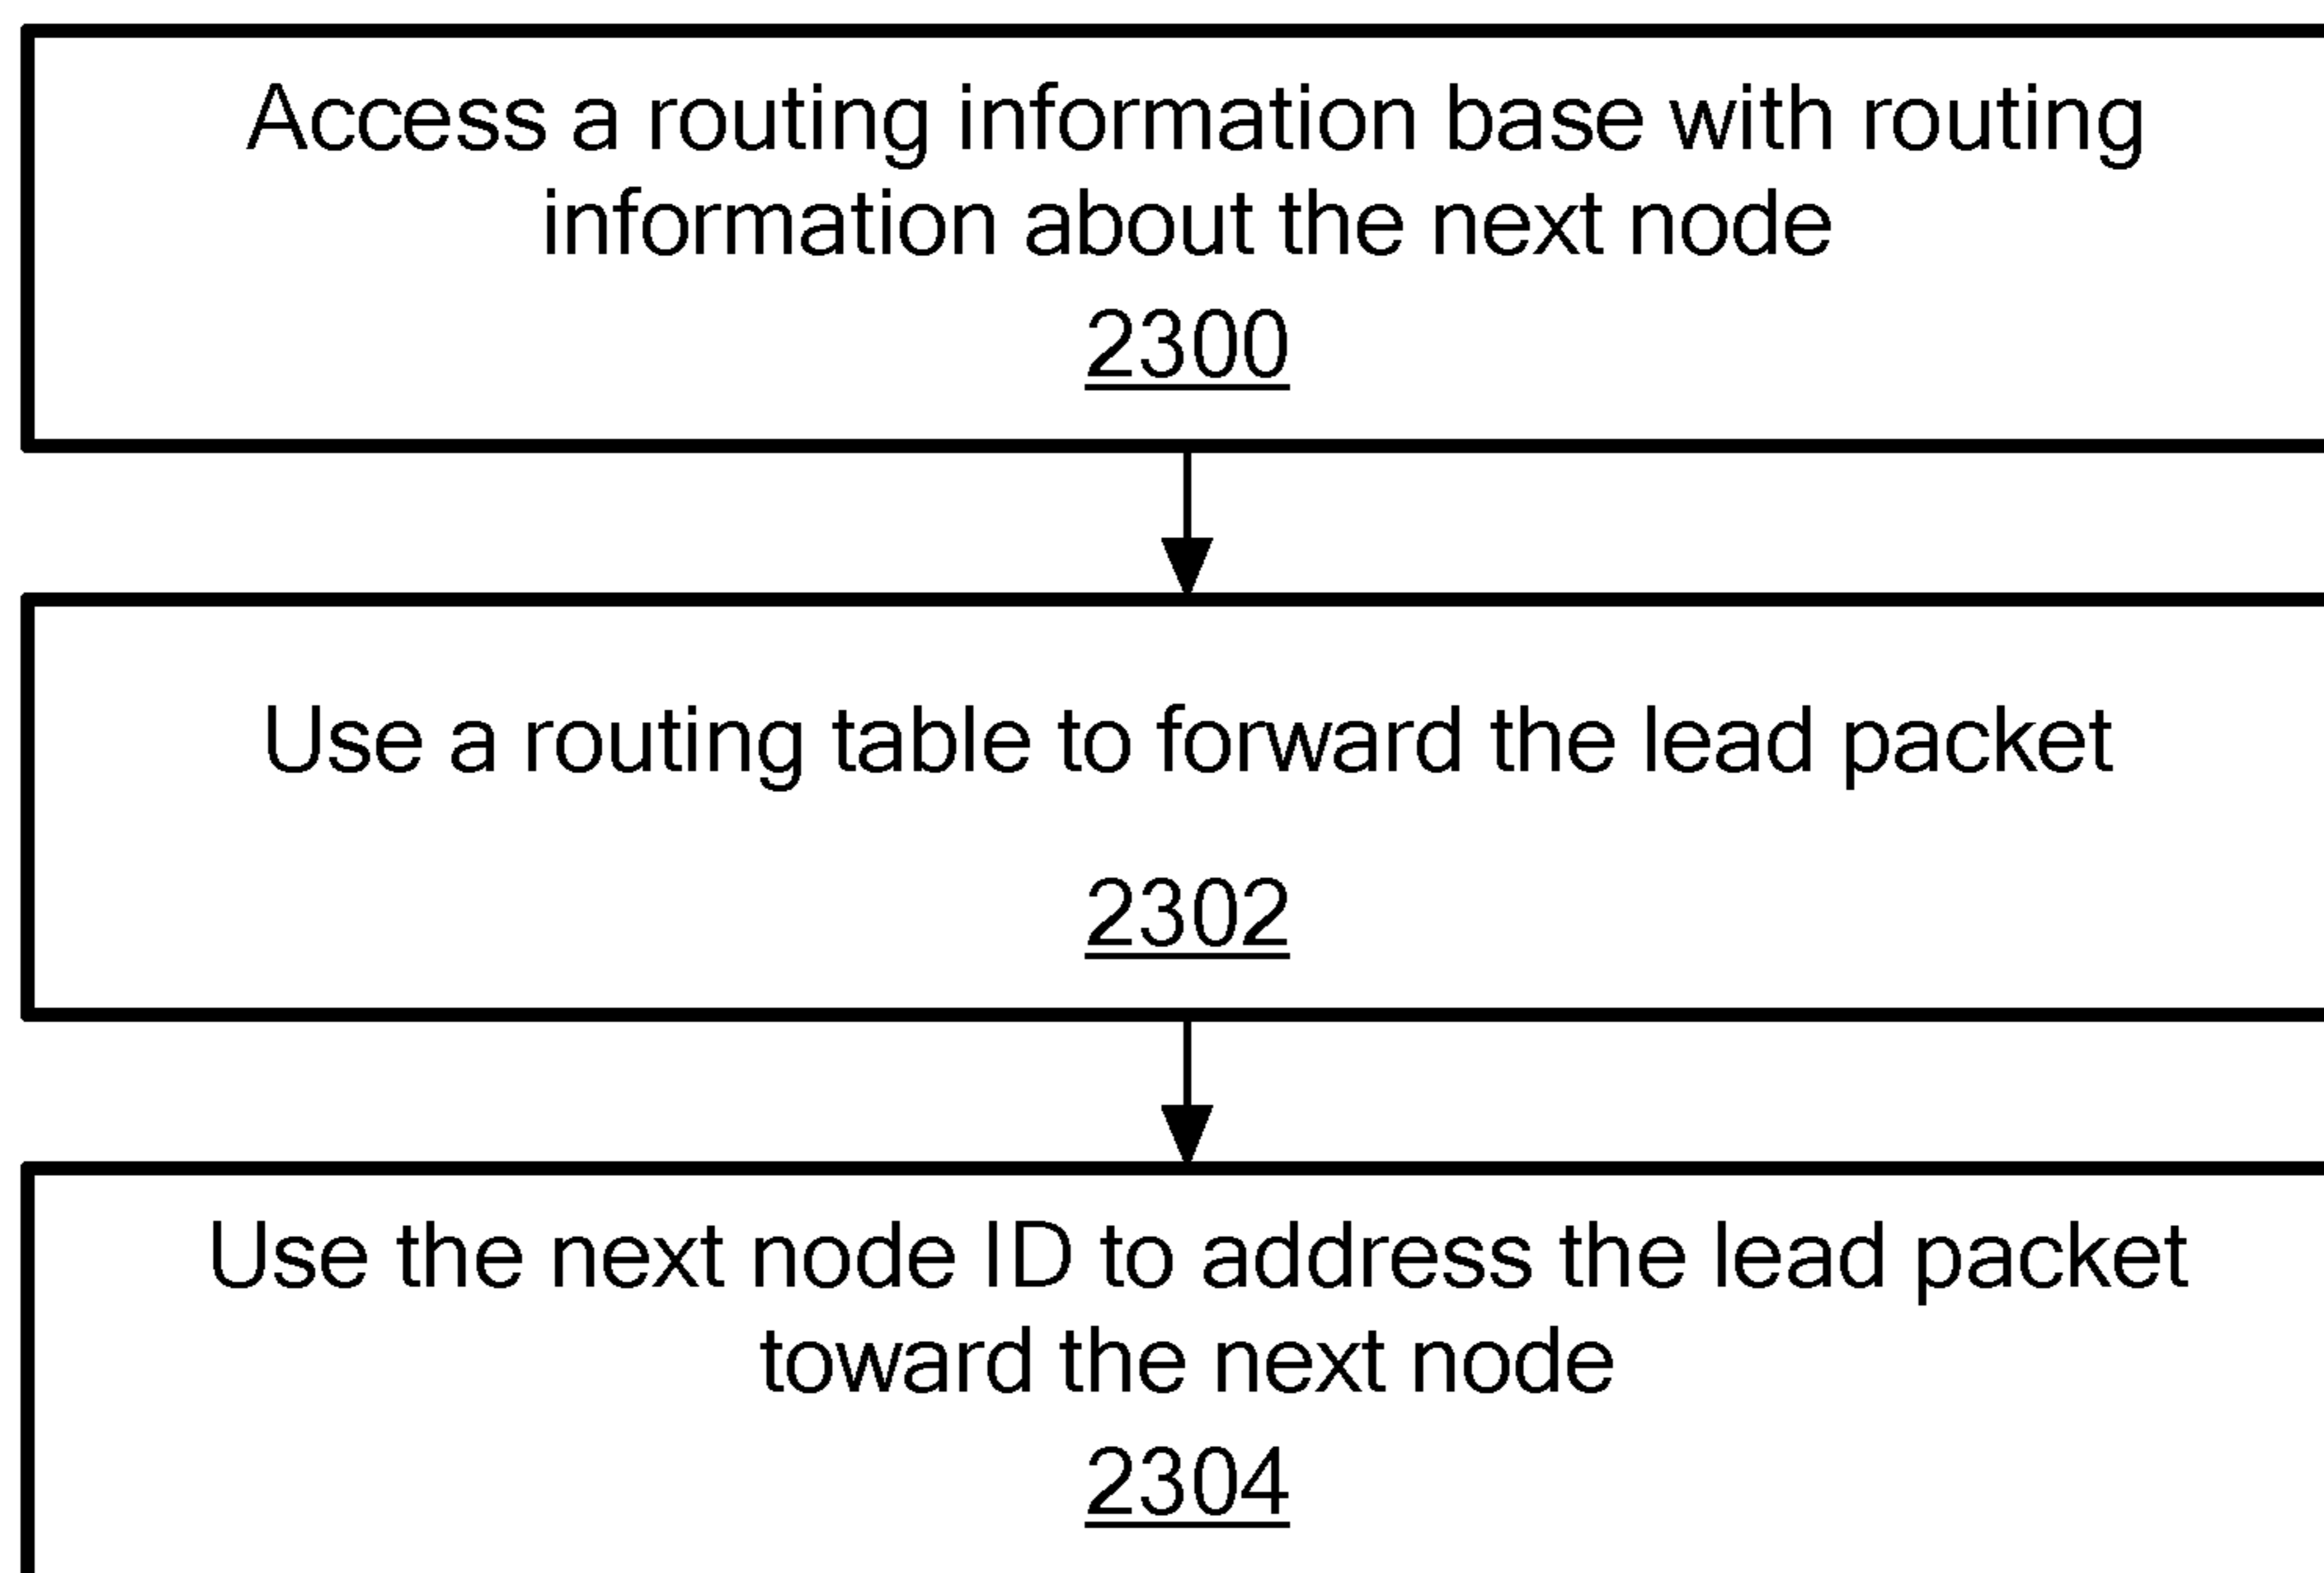 Access a routing information base with routing
information about the next node
2300
Use a routing table to forward the lead packet
2302
Use the next node ID to address the lead packet
toward the next node
2304